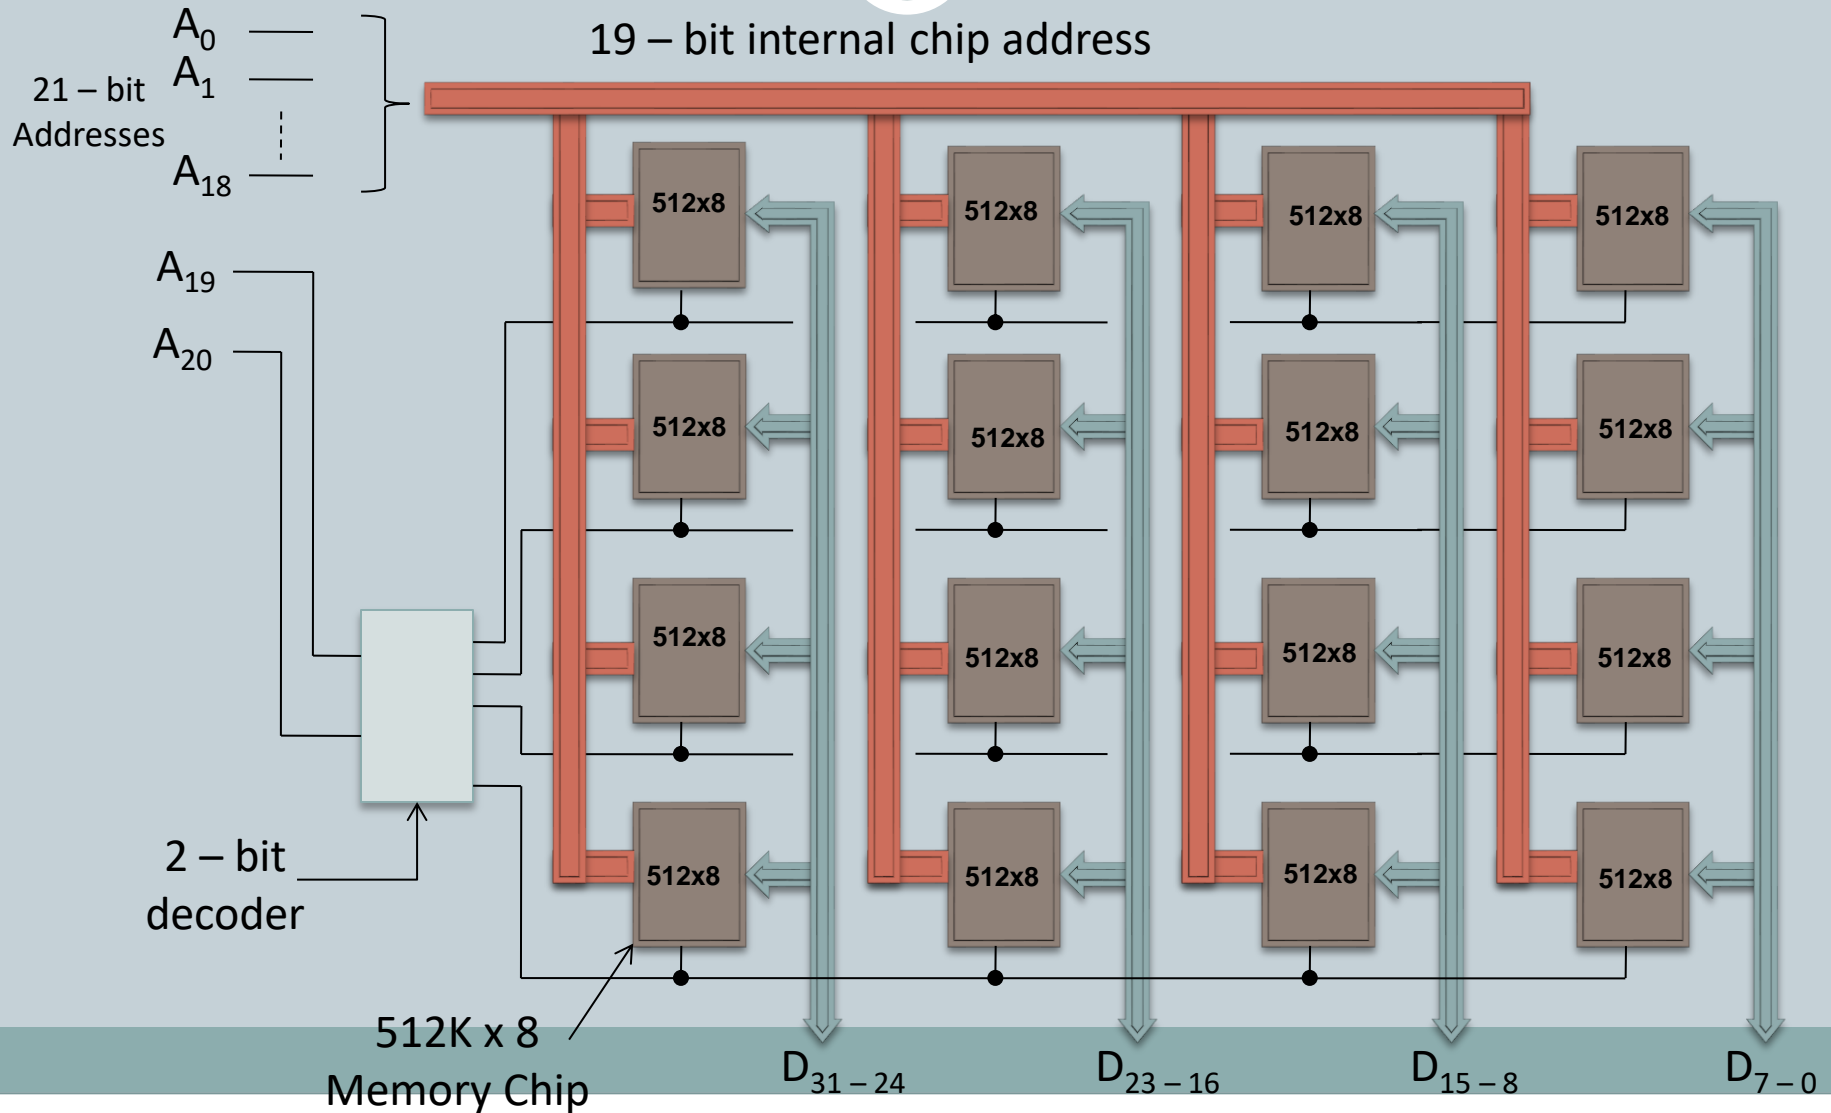 19 – bit internal chip address
A0
A1
21 – bit
Addresses
A18
A19
A20
512x8 512x8 512x8 512x8
512x8 512x8 512x8 512x8
512x8 512x8 512x8 512x8
512x8 512x8 512x8 512x8
2 – bit
decoder
512K x 8
Memory Chip
D31 – 24 D23 – 16 D15 – 8 D7 – 0